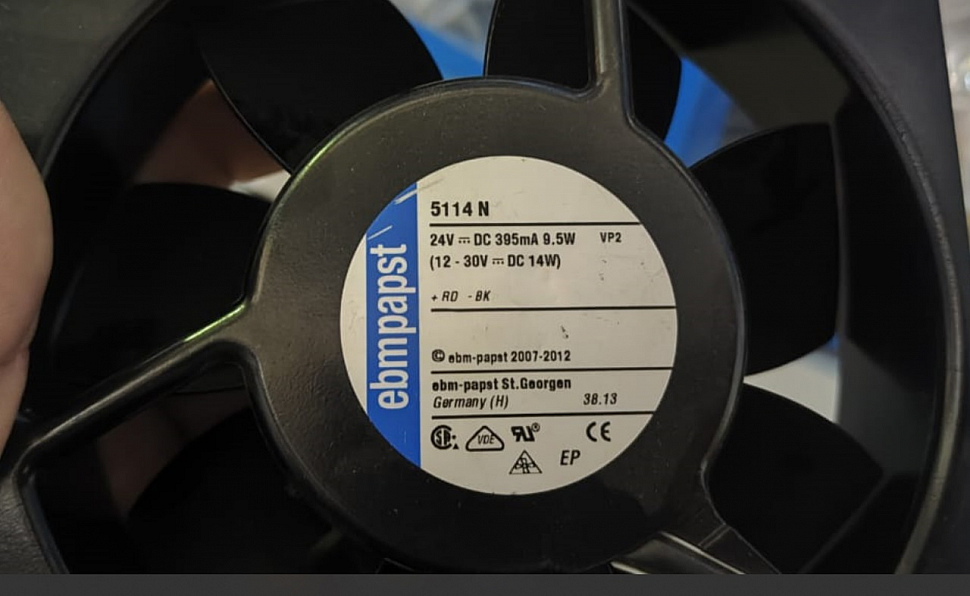 ebmpapst
5114 N
24V ⎓ DC 395mA 9.5W VP2
(12 - 30V ⎓ DC 14W)
+ RD - BK
© ebm-papst 2007-2012
ebm-papst St.Georgen
Germany (H) 38.13
VDE
EP CE